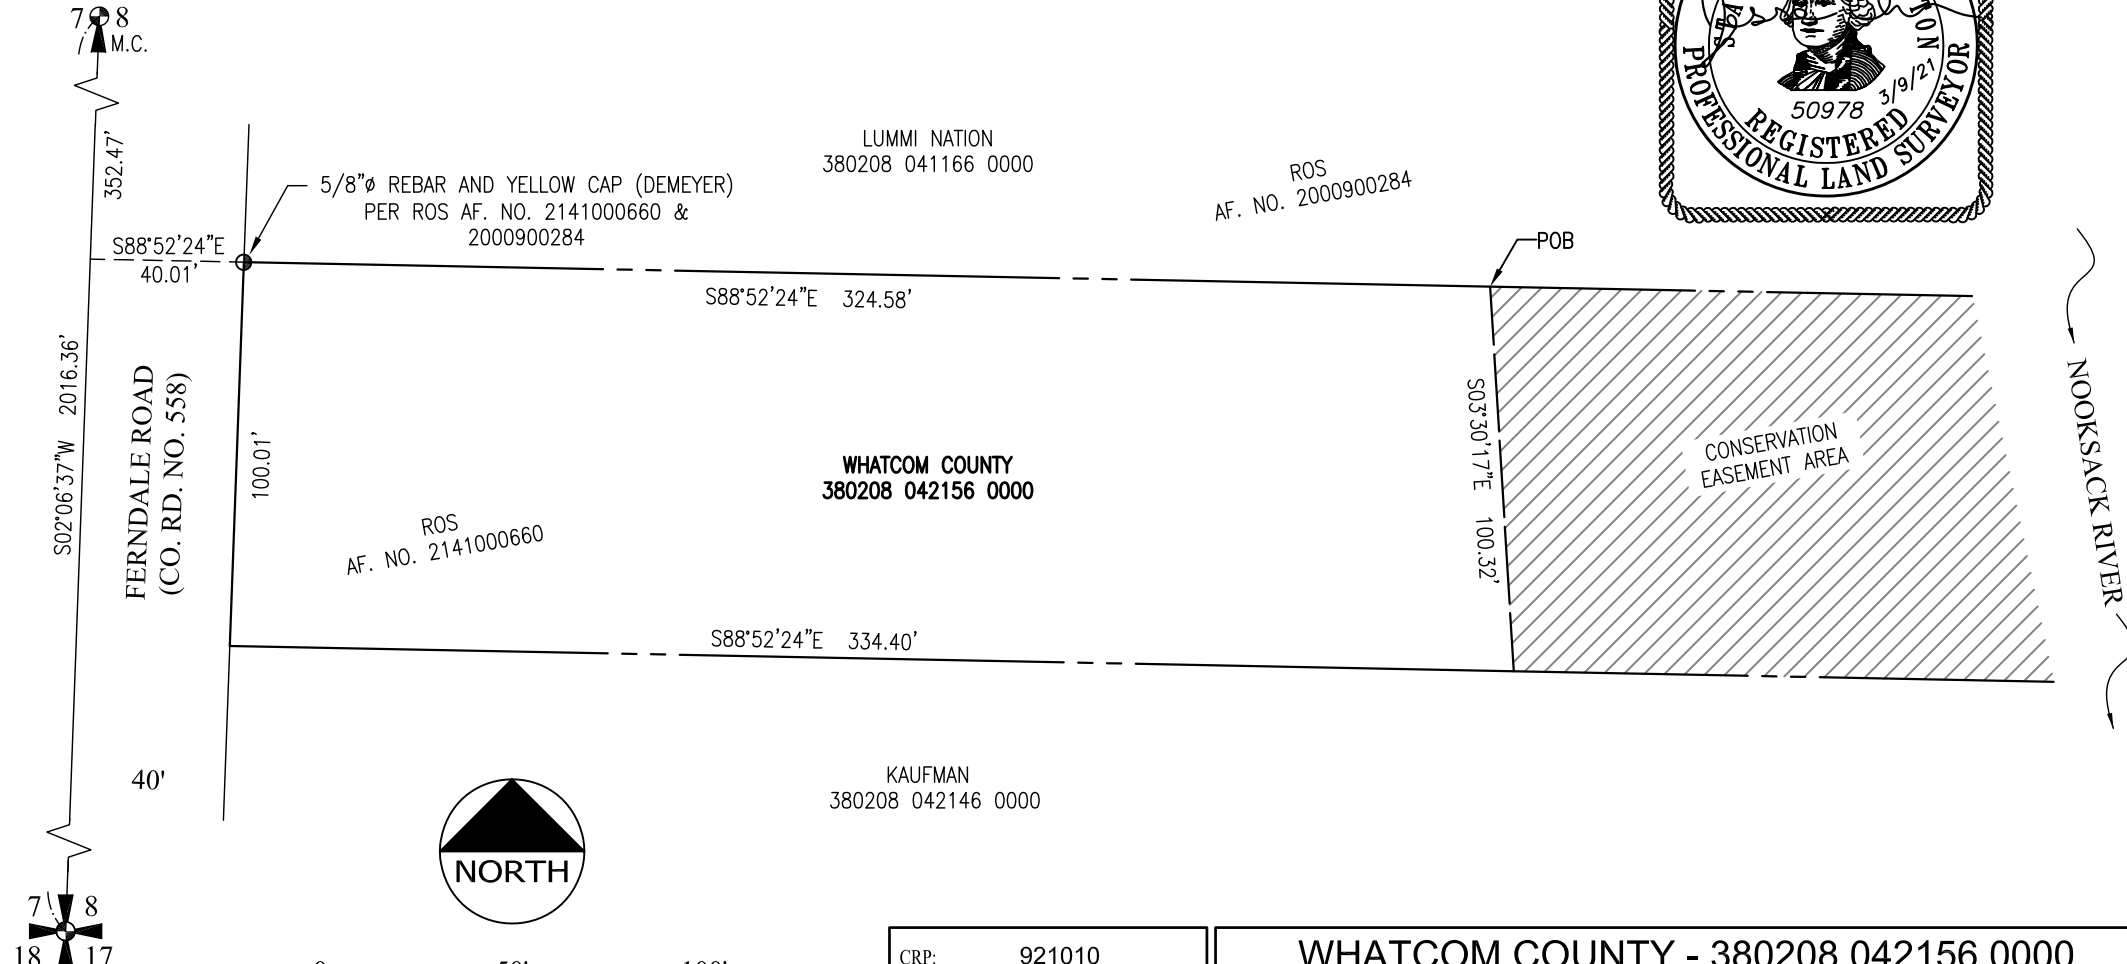 7 8
M.C.
352.47'
S88°52'24"E
40.01'
5/8"ø REBAR AND YELLOW CAP (DEMEYER)
PER ROS AF. NO. 2141000660 &
2000900284
LUMMI NATION
380208 041166 0000
ROS
AF. NO. 2000900284
50978
3/9/21
REGISTERED
PROFESSIONAL LAND SURVEYOR
POB
S88°52'24"E 324.58'
S02°06'37"W 2016.36'
FERNDALE ROAD
(CO. RD. NO. 558)
100.01'
WHATCOM COUNTY
380208 042156 0000
ROS
AF. NO. 2141000660
S03°30'17"E 100.32'
CONSERVATION
EASEMENT AREA
NOOKSACK RIVER
S88°52'24"E 334.40'
40'
KAUFMAN
380208 042146 0000
NORTH
7 8
18 17
0 50' 100'
CRP: 921010
WHATCOM COUNTY - 380208 042156 0000